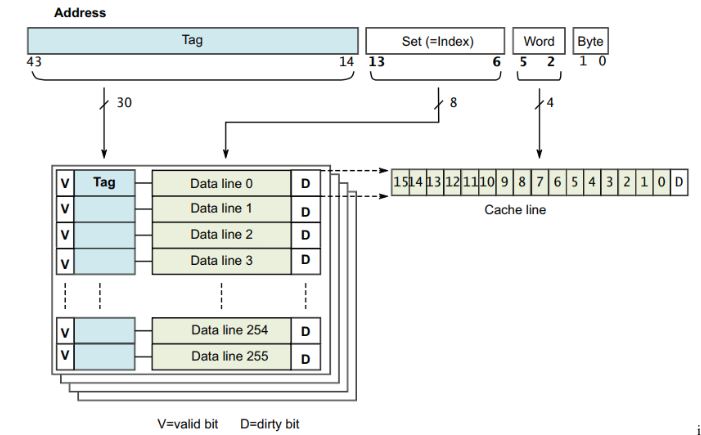 Address
Tag Set (=Index) Word Byte
43 14 13 6 5 2 1 0
30 8 4
V Tag Data line 0 D 15 14 13 12 11 10 9 8 7 6 5 4 3 2 1 0 D
V Data line 1 D Cache line
V Data line 2 D
V Data line 3 D
V Data line 254 D
V Data line 255 D
V=valid bit D=dirty bit
i